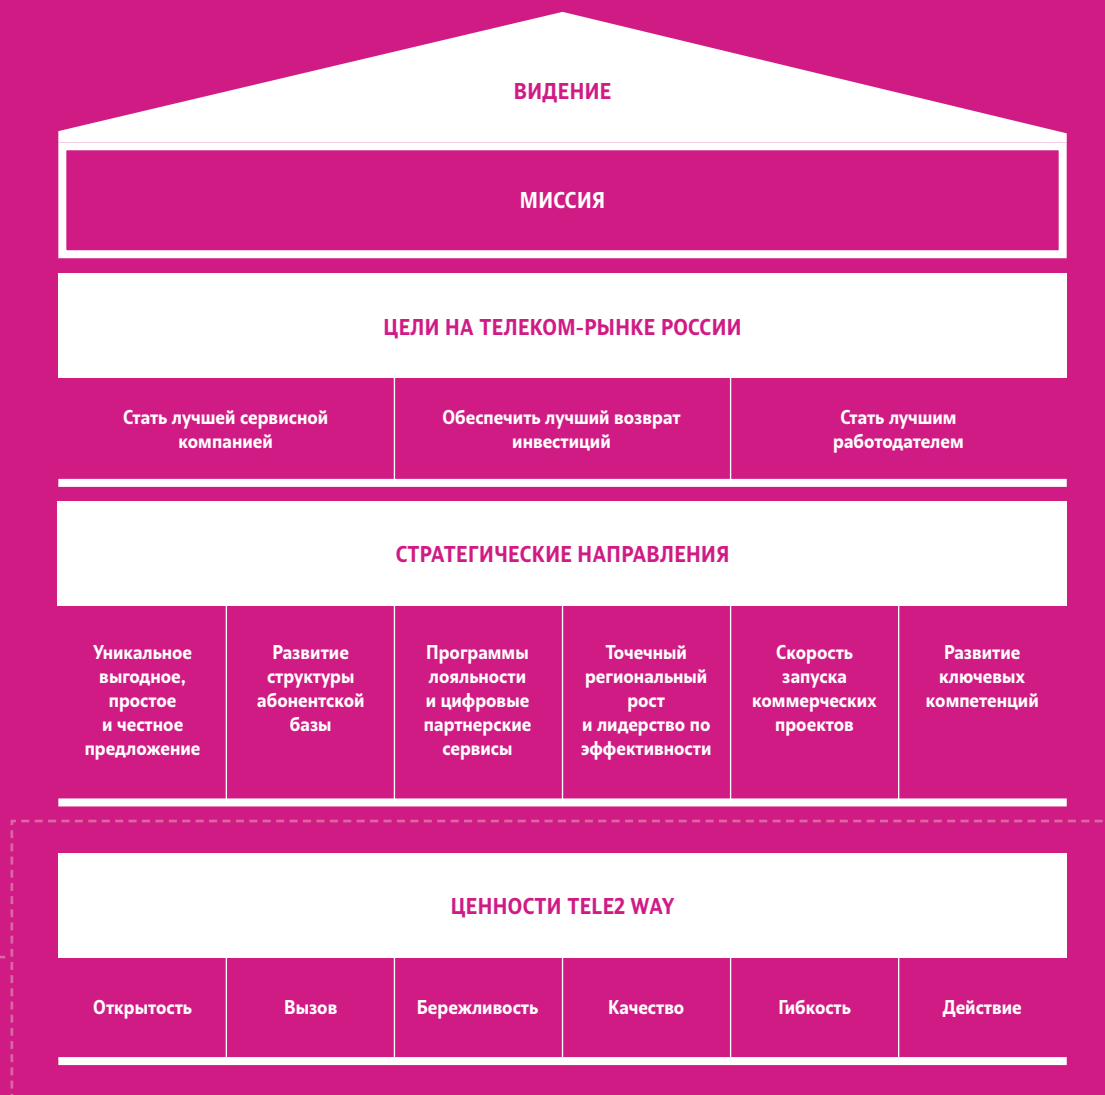 ВИДЕНИЕ
МИССИЯ
ЦЕЛИ НА ТЕЛЕКОМ-РЫНКЕ РОССИИ
Стать лучшей сервисной
компанией
Обеспечить лучший возврат
инвестиций
Стать лучшим
работодателем
СТРАТЕГИЧЕСКИЕ НАПРАВЛЕНИЯ
Уникальное
выгодное,
простое
и честное
предложение
Развитие
структуры
абонентской
базы
Программы
лояльности
и цифровые
партнерские
сервисы
Точечный
региональный
рост
и лидерство по
эффективности
Скорость
запуска
коммерческих
проектов
Развитие
ключевых
компетенций
ЦЕННОСТИ TELE2 WAY
Открытость
Вызов
Бережливость
Качество
Гибкость
Действие